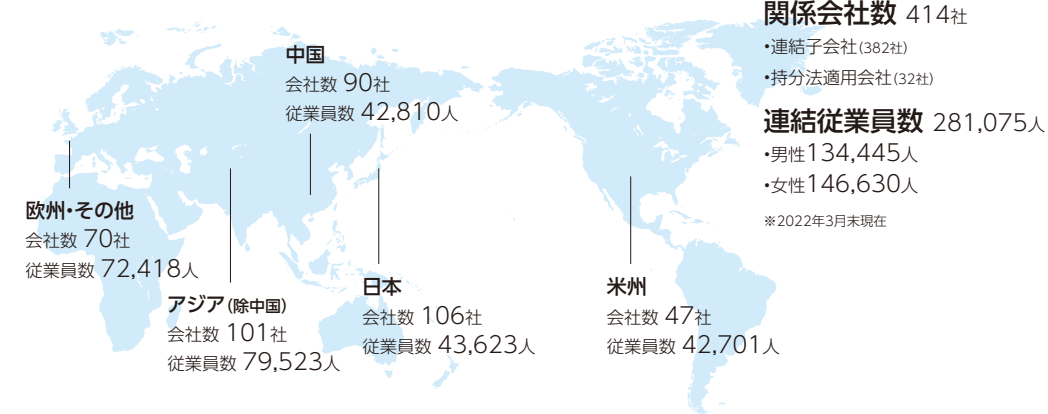 中国
会社数 90社
従業員数 42,810人
欧州・その他
会社数 70社
従業員数 72,418人
アジア(除中国)
会社数 101社
従業員数 79,523人
日本
会社数 106社
従業員数 43,623人
米州
会社数 47社
従業員数 42,701人
関係会社数 414社
・連結子会社(382社)
・持分法適用会社(32社)
連結従業員数 281,075人
・男性134,445人
・女性146,630人
※2022年3月末現在